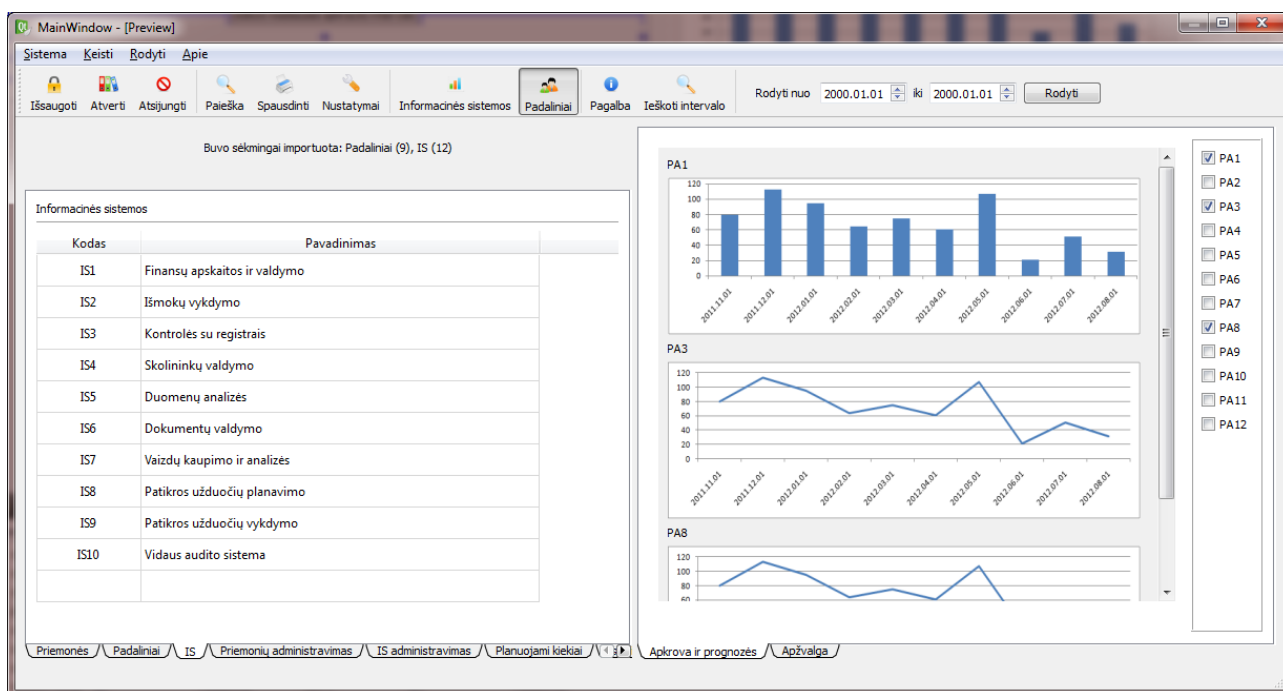 MainWindow - [Preview]
Sistema Keisti Rodyti Apie
Išsaugoti Atverti Atsijungti Paieška Spausdinti Nustatymai Informacinės sistemos Padaliniai Pagalba Ieškoti intervalo Rodyti nuo 2000.01.01 iki 2000.01.01 Rodyti
Buvo sėkmingai importuota: Padaliniai (9), IS (12)
Informacinės sistemos
Kodas Pavadinimas
IS1 Finansų apskaitos ir valdymo
IS2 Išmokų vykdymo
IS3 Kontrolės su registrais
IS4 Skolininkų valdymo
IS5 Duomenų analizės
IS6 Dokumentų valdymo
IS7 Vaizdų kaupimo ir analizės
IS8 Patikros užduočių planavimo
IS9 Patikros užduočių vykdymo
IS10 Vidaus audito sistema
Priemonės Padaliniai IS Priemonių administravimas IS administravimas Planuojami kiekiai
PA1
120
100
80
60
40
20
0
2011.11.01 2011.12.01 2012.01.01 2012.02.01 2012.03.01 2012.04.01 2012.05.01 2012.06.01 2012.07.01 2012.08.01
PA3
120
100
80
60
40
20
0
2011.11.01 2011.12.01 2012.01.01 2012.02.01 2012.03.01 2012.04.01 2012.05.01 2012.06.01 2012.07.01 2012.08.01
PA8
120
100
80
60
Apkrova ir prognozės Apžvalga
PA1
PA2
PA3
PA4
PA5
PA6
PA7
PA8
PA9
PA10
PA11
PA12